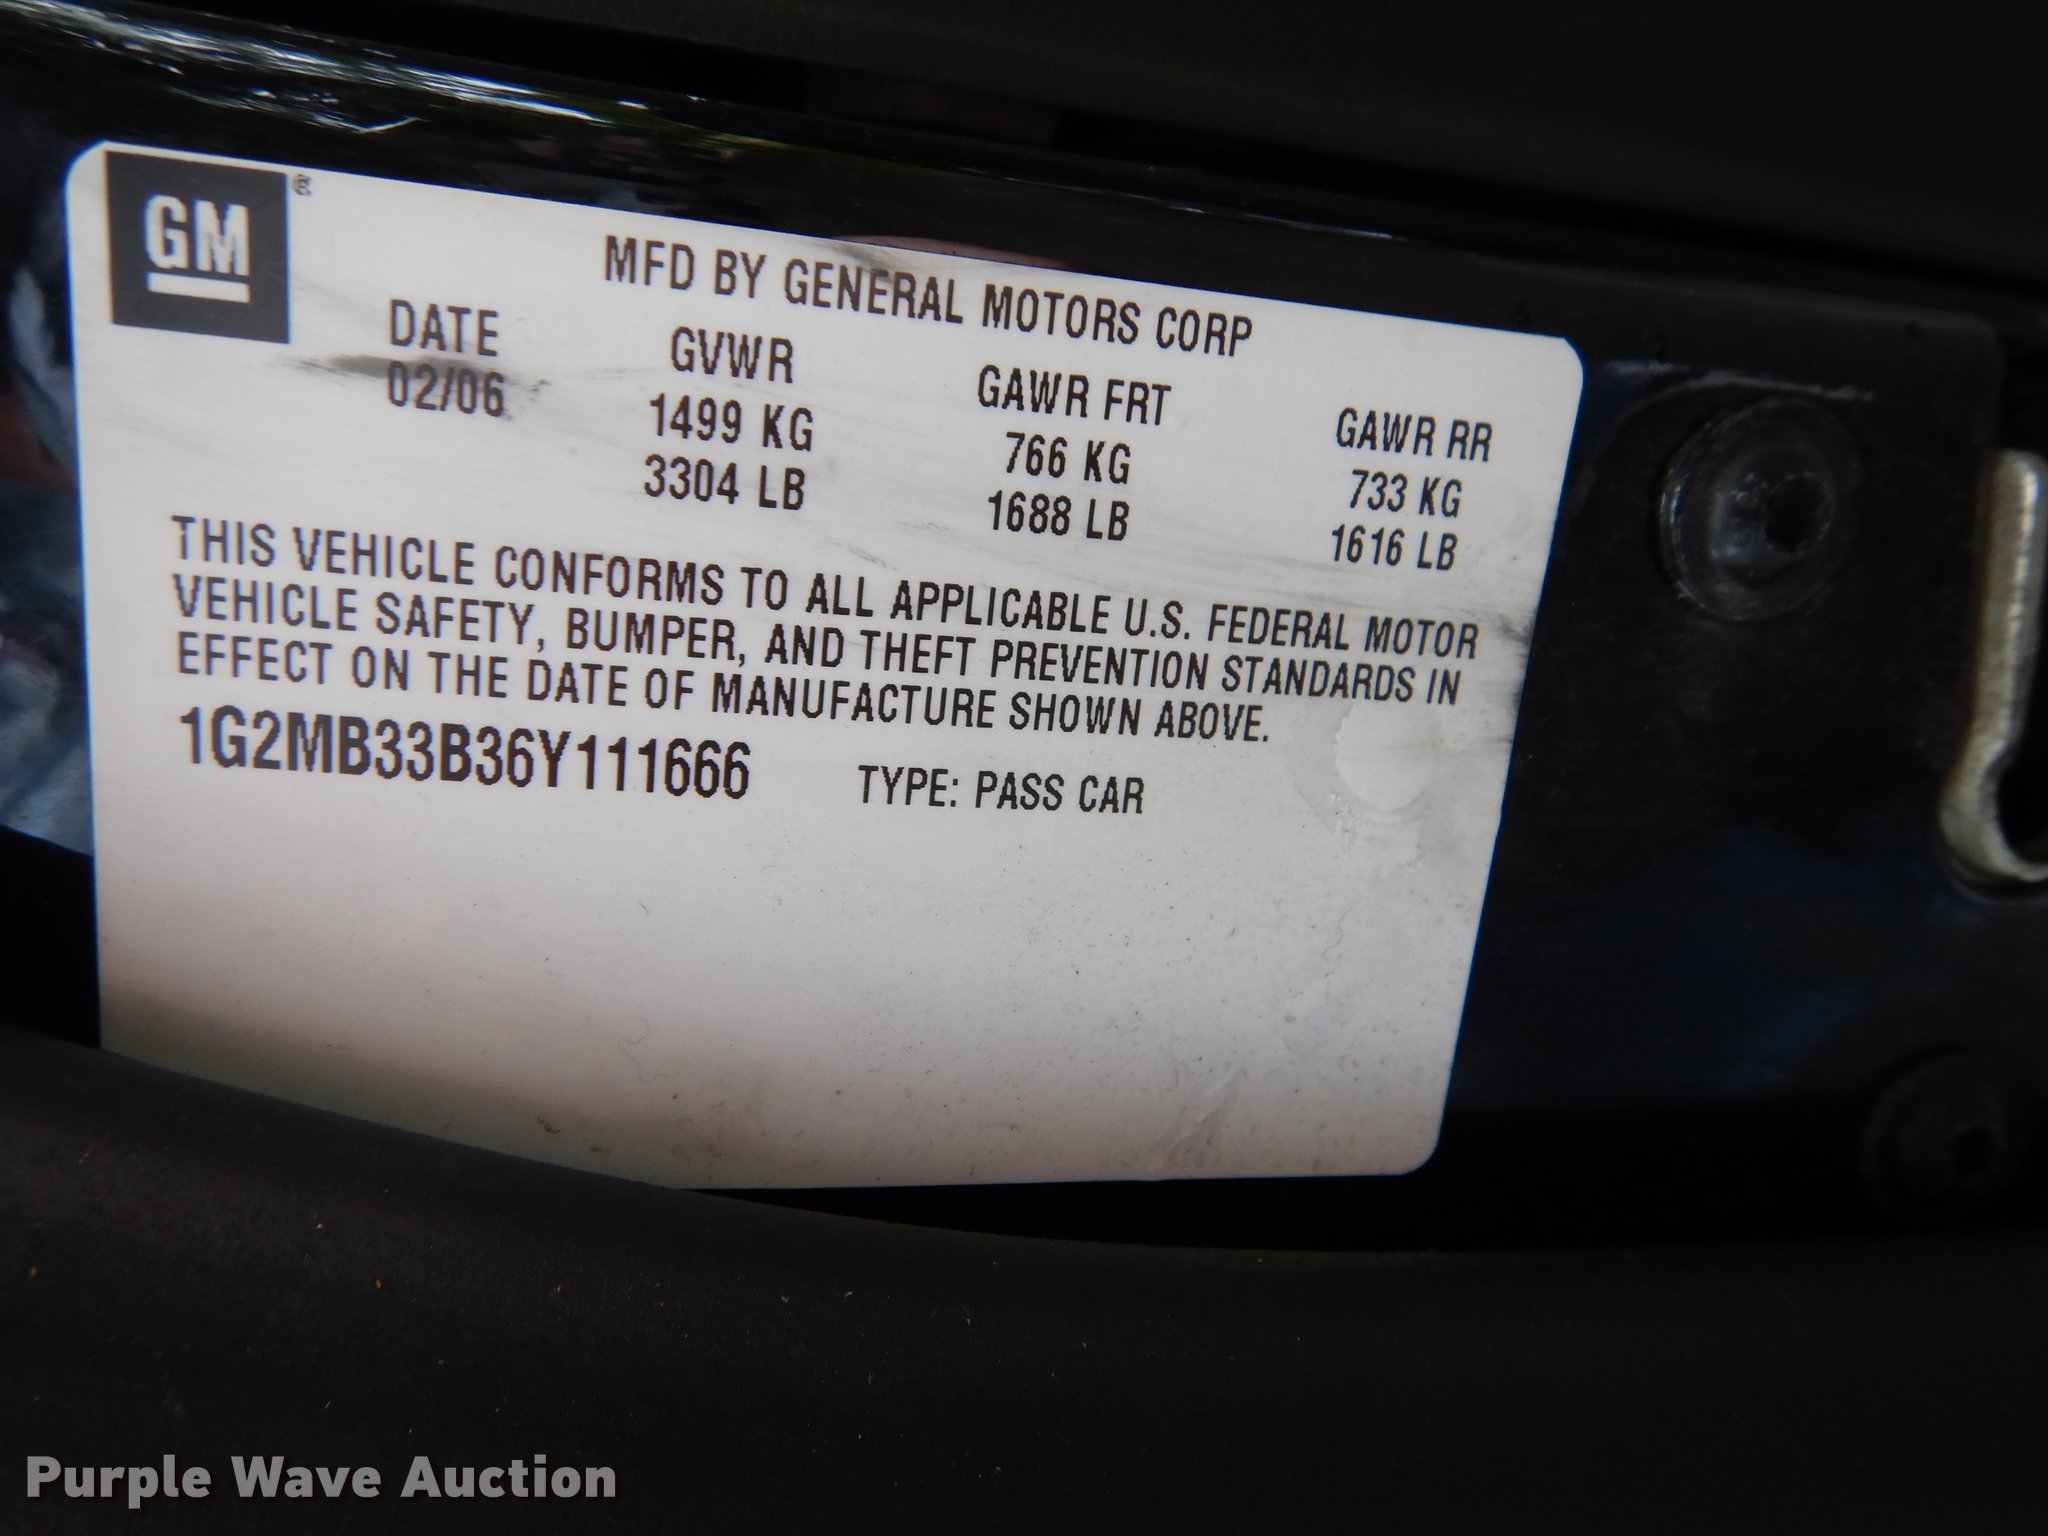 GM®
MFD BY GENERAL MOTORS CORP
DATE GVWR GAWR FRT GAWR RR
02/06 1499 KG 766 KG 733 KG
3304 LB 1688 LB 1616 LB
THIS VEHICLE CONFORMS TO ALL APPLICABLE U.S. FEDERAL MOTOR
VEHICLE SAFETY, BUMPER, AND THEFT PREVENTION STANDARDS IN
EFFECT ON THE DATE OF MANUFACTURE SHOWN ABOVE.
1G2MB33B36Y111666 TYPE: PASS CAR
Purple Wave Auction